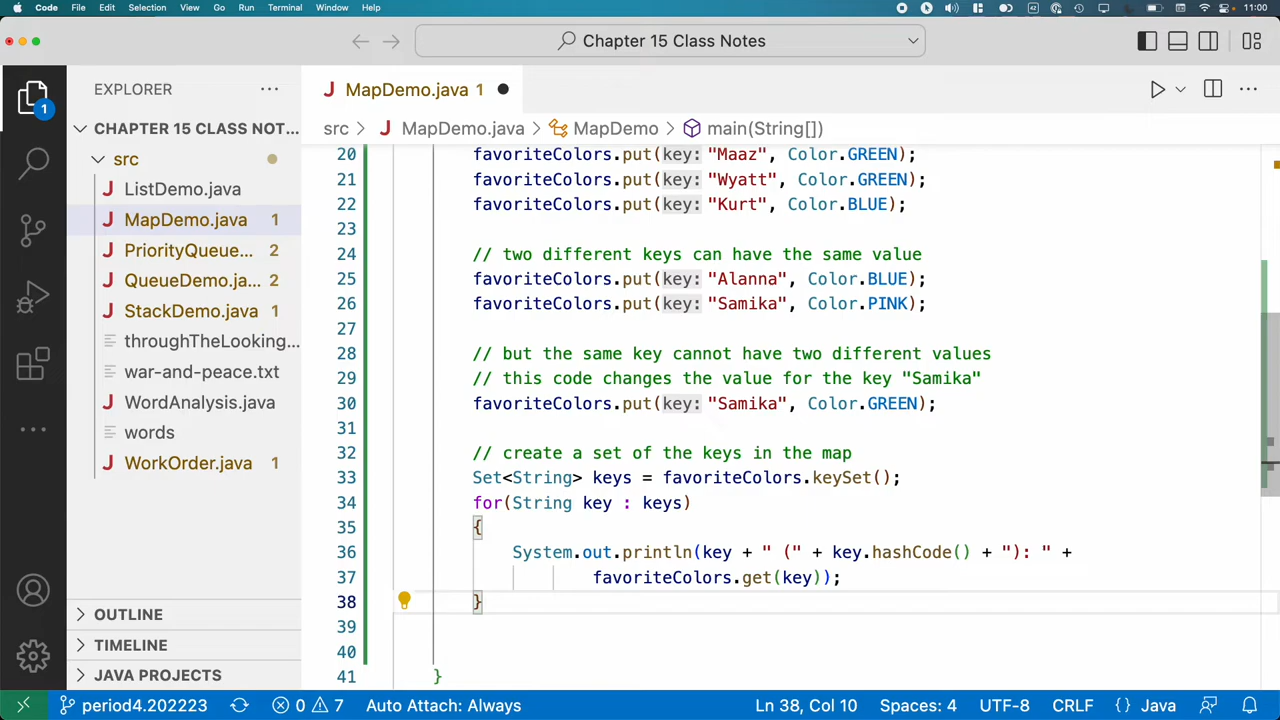 Code File Edit Selection View Go Run Terminal Window Help 11:00
Chapter 15 Class Notes
EXPLORER
MapDemo.java 1
CHAPTER 15 CLASS NOT...
src
ListDemo.java
MapDemo.java 1
PriorityQueue... 2
QueueDemo.ja... 2
StackDemo.java 1
throughTheLooking...
war-and-peace.txt
WordAnalysis.java
words
WorkOrder.java 1
OUTLINE
TIMELINE
JAVA PROJECTS
1
src > MapDemo.java > MapDemo > main(String[])
20 favoriteColors.put(key: "Maaz", Color.GREEN);
21 favoriteColors.put(key: "Wyatt", Color.GREEN);
22 favoriteColors.put(key: "Kurt", Color.BLUE);
23
24 // two different keys can have the same value
25 favoriteColors.put(key: "Alanna", Color.BLUE);
26 favoriteColors.put(key: "Samika", Color.PINK);
27
28 // but the same key cannot have two different values
29 // this code changes the value for the key "Samika"
30 favoriteColors.put(key: "Samika", Color.GREEN);
31
32 // create a set of the keys in the map
33 Set<String> keys = favoriteColors.keySet();
34 for(String key : keys)
35 {
36 System.out.println(key + " (" + key.hashCode() + "): " +
37 favoriteColors.get(key));
38 }
39
40
41 }
period4.202223 0 7 Auto Attach: Always Ln 38, Col 10 Spaces: 4 UTF-8 CRLF {} Java